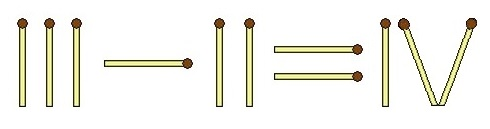 III - II = IV